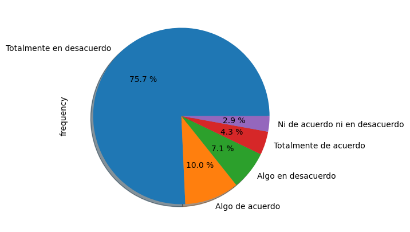 Totalmente en desacuerdo
75.7 %
frequency
2.9 %
Ni de acuerdo ni en desacuerdo
4.3 %
Totalmente de acuerdo
7.1 %
Algo en desacuerdo
10.0 %
Algo de acuerdo